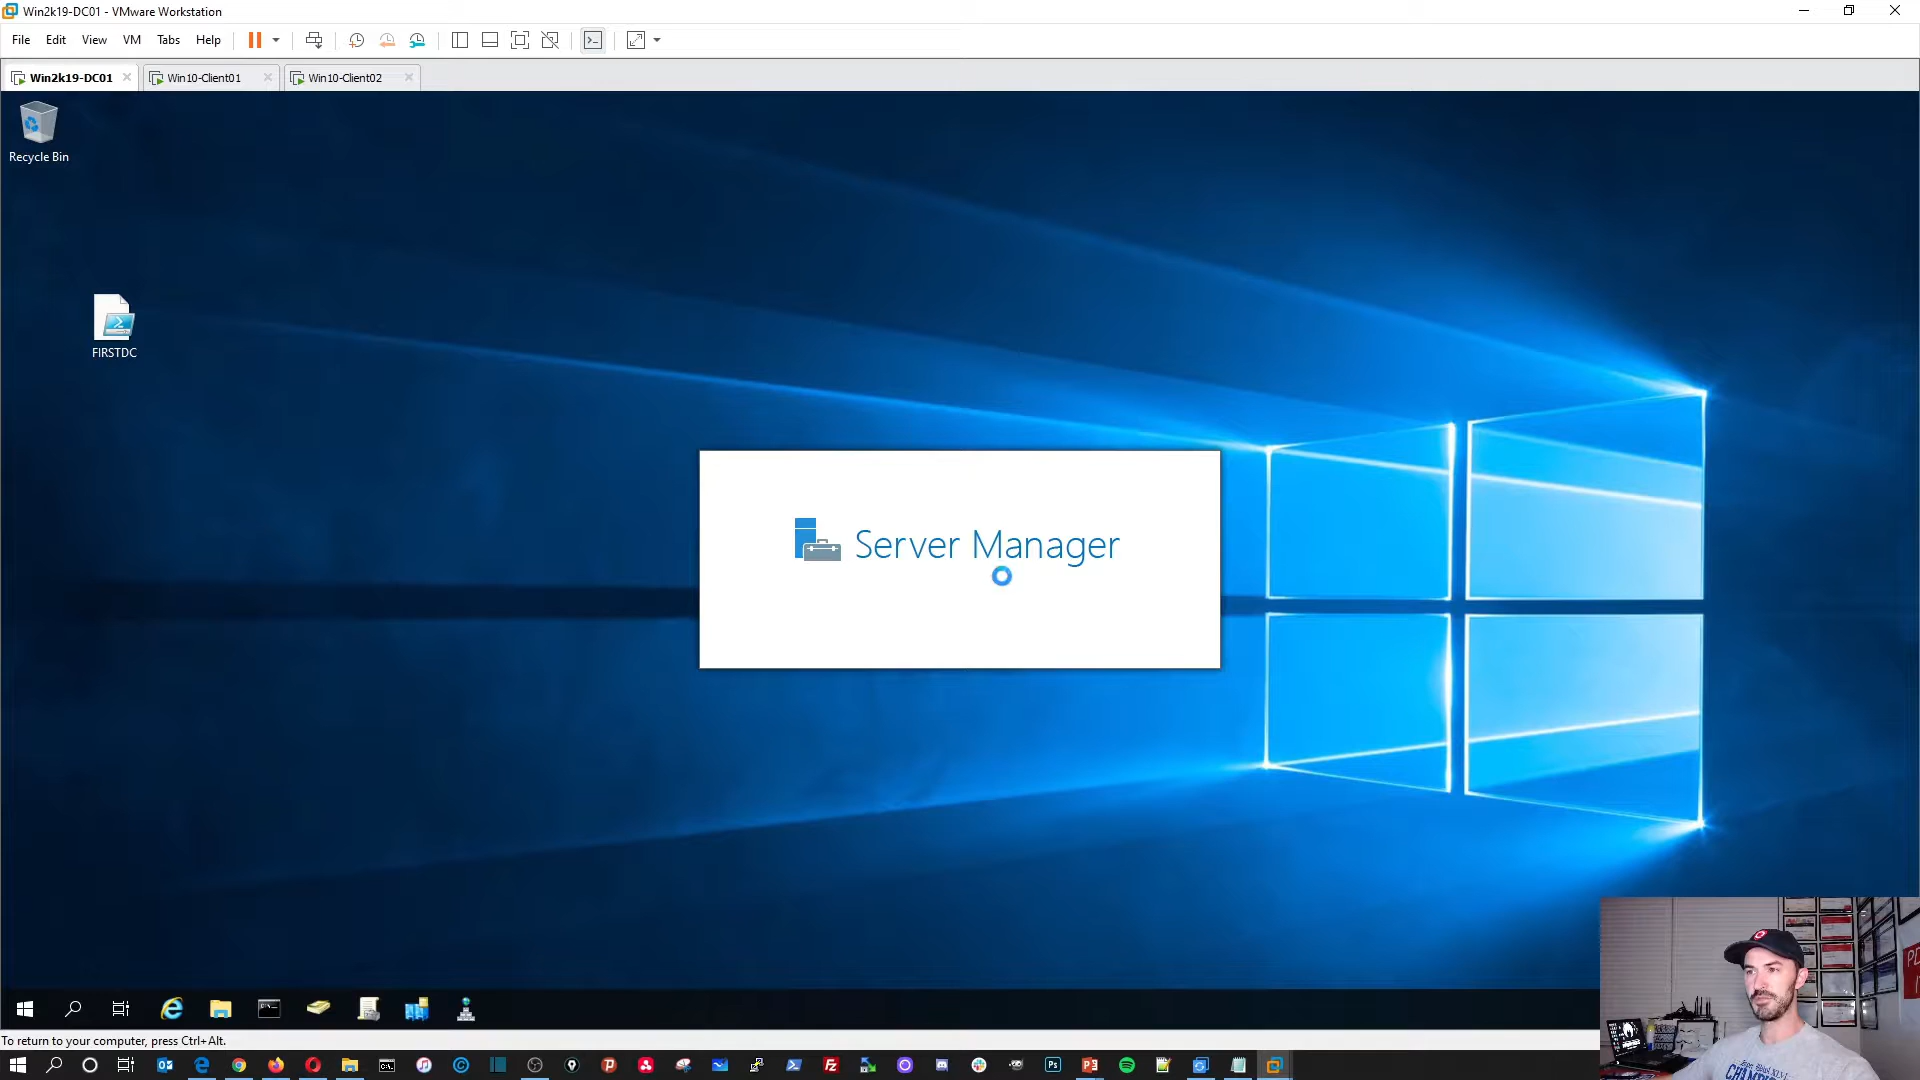 Win2k19-DC01 - VMware Workstation
File Edit View VM Tabs Help
Win2k19-DC01 Win10-Client01 Win10-Client02
Recycle Bin
FIRSTDC
Server Manager
To return to your computer, press Ctrl+Alt.